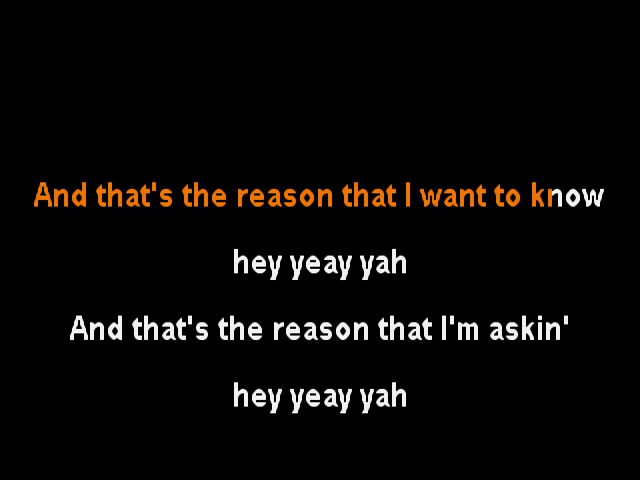 And that's the reason that I want to know
hey yeay yah
And that's the reason that I'm askin'
hey yeay yah